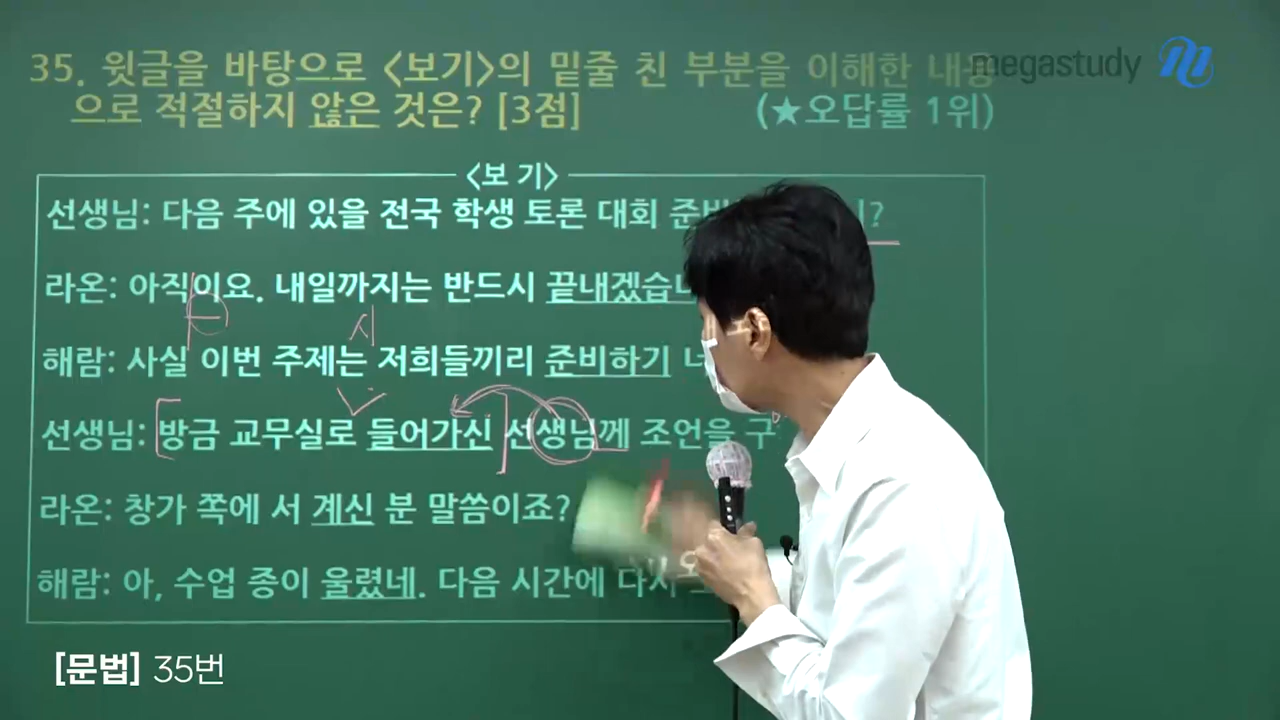 35. 윗글을 바탕으로 <보기>의 밑줄 친 부분을 이해한 내용
megastudy
으로 적절하지 않은 것은? [3점]
(★오답률 1위)
<보 기>
선생님: 다음 주에 있을 전국 학생 토론 대회 준비 ?
라온: 아직이요. 내일까지는 반드시 끝내겠습니
시
해람: 사실 이번 주제는 저희들끼리 준비하기
선생님: 방금 교무실로 들어가신 선생님께 조언을 구
라온: 창가 쪽에 서 계신 분 말씀이죠?
해람: 아, 수업 종이 울렸네. 다음 시간에 다시
[문법] 35번